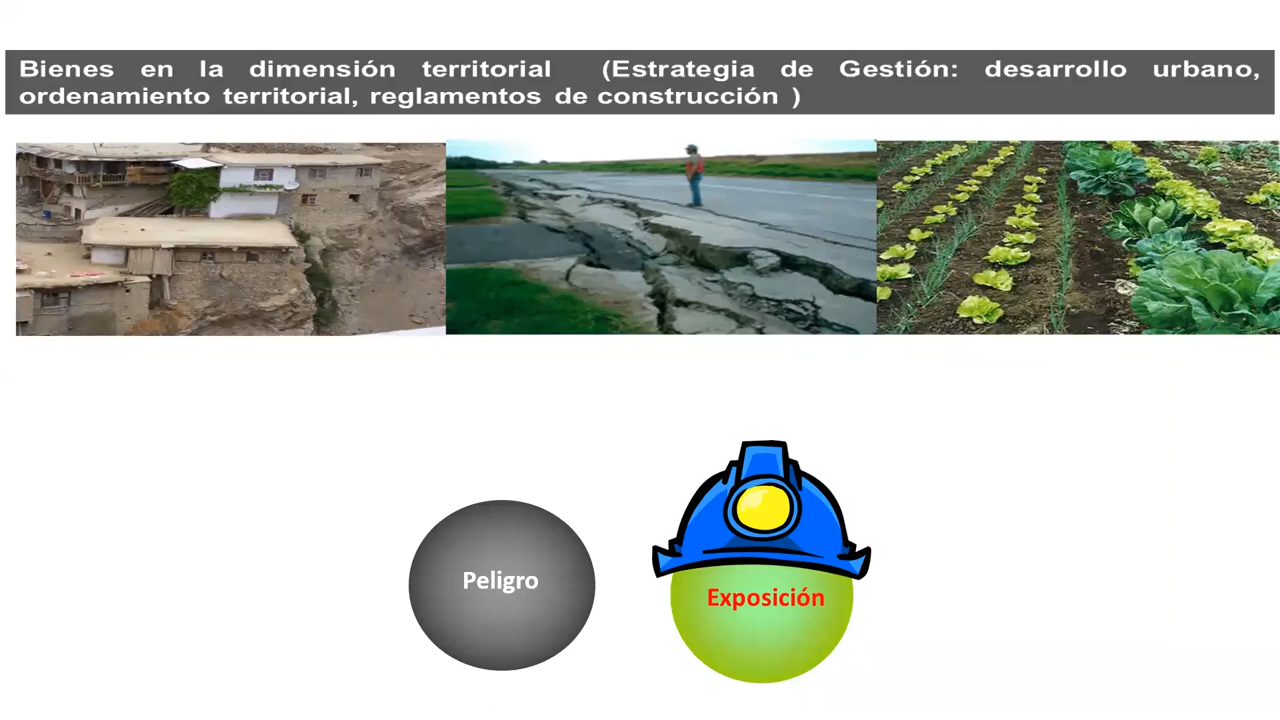 Bienes en la dimensión territorial (Estrategia de Gestión: desarrollo urbano,
ordenamiento territorial, reglamentos de construcción )
Peligro
Exposición